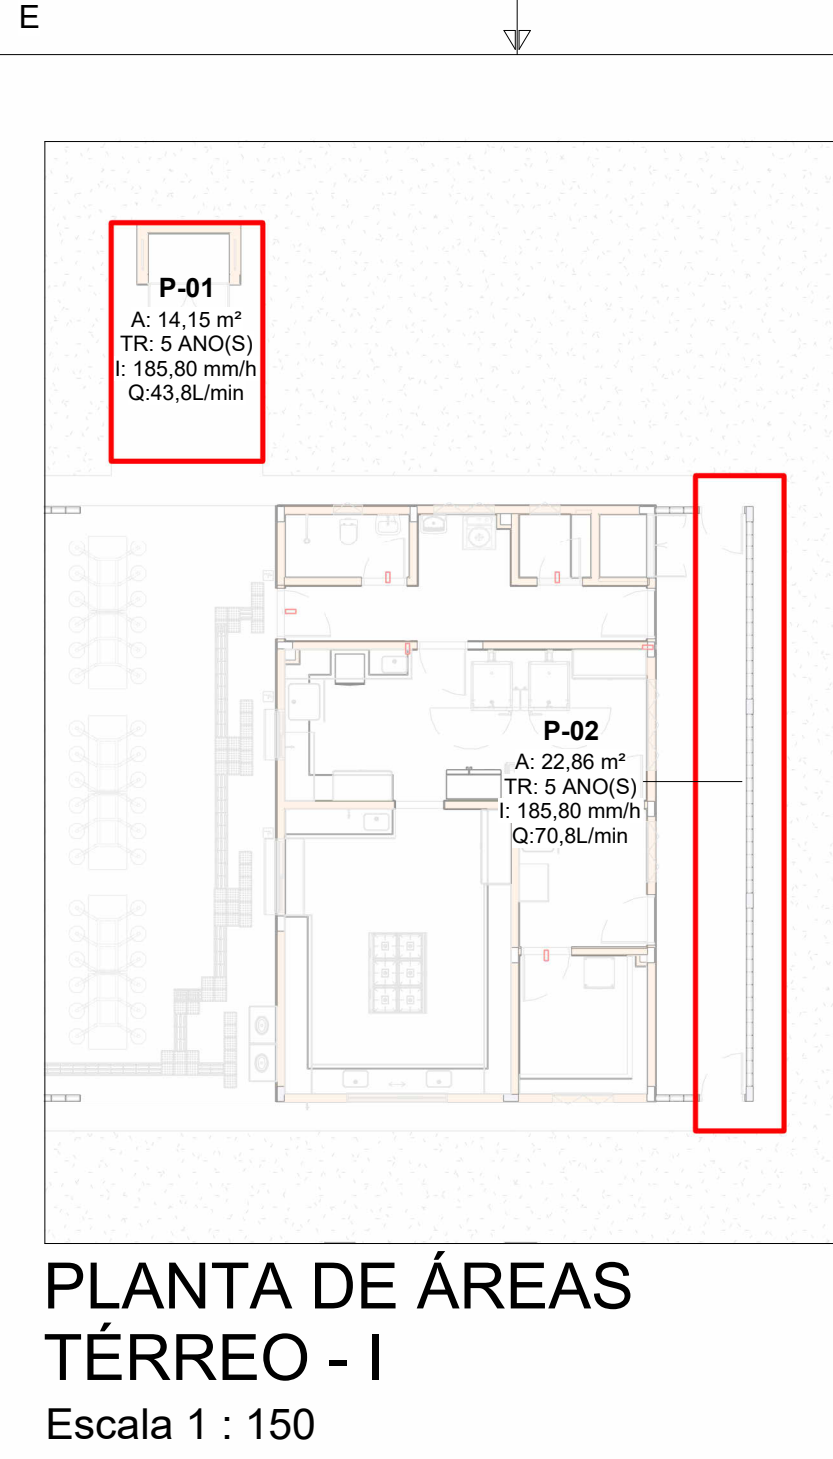 E
P-01
A: 14,15 m²
TR: 5 ANO(S)
I: 185,80 mm/h
Q:43,8L/min
P-02
A: 22,86 m²
TR: 5 ANO(S)
I: 185,80 mm/h
Q:70,8L/min
PLANTA DE ÁREAS
TÉRREO - I
Escala 1 : 150